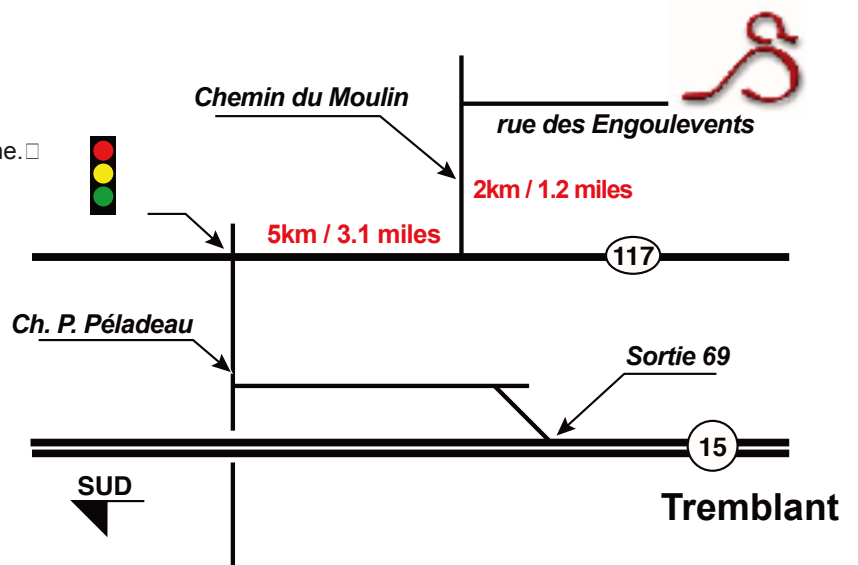 Chemin du Moulin
rue des Engoulevents
ne.
2km / 1.2 miles
5km / 3.1 miles
117
Ch. P. Péladeau
Sortie 69
15
SUD
Tremblant